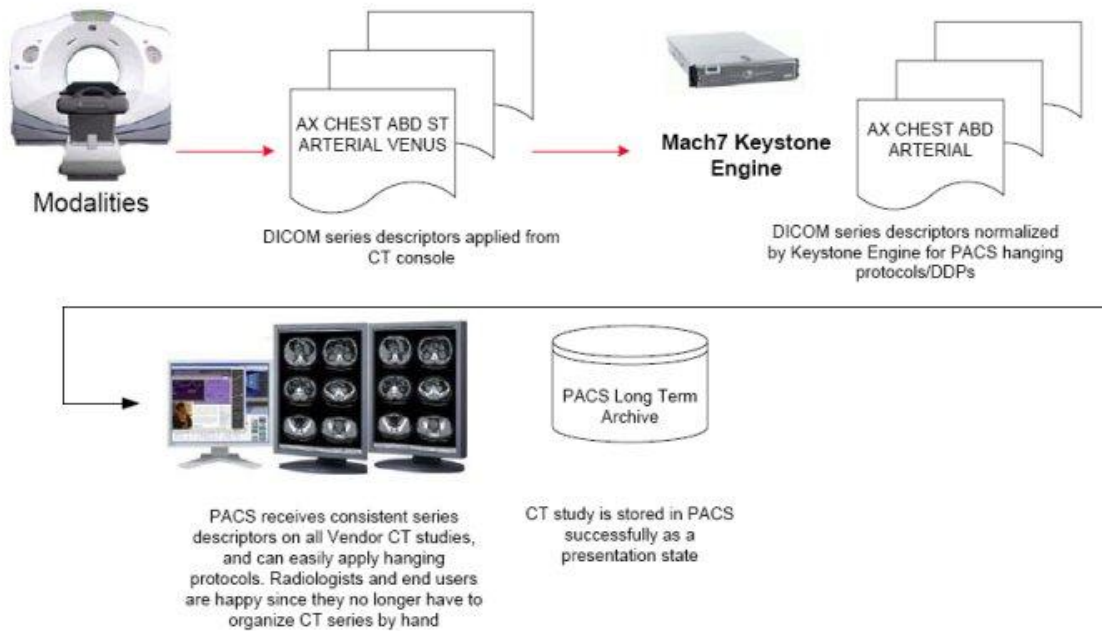 AX CHEST ABD ST
ARTERIAL VENUS
Mach7 Keystone
Engine
AX CHEST ABD
ARTERIAL
Modalities
DICOM series descriptors applied from
CT console
DICOM series descriptors normalized
by Keystone Engine for PACS hanging
protocols/DDPs
PACS Long Term
Archive
PACS receives consistent series
descriptors on all Vendor CT studies,
and can easily apply hanging
protocols. Radiologists and end users
are happy since they no longer have to
organize CT series by hand
CT study is stored in PACS
successfully as a
presentation state